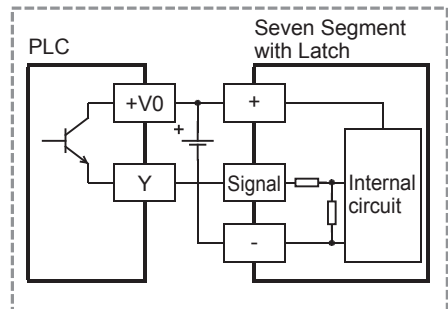 PLC
Seven Segment
with Latch
+V0
+
+
Y
Signal
Internal
circuit
-